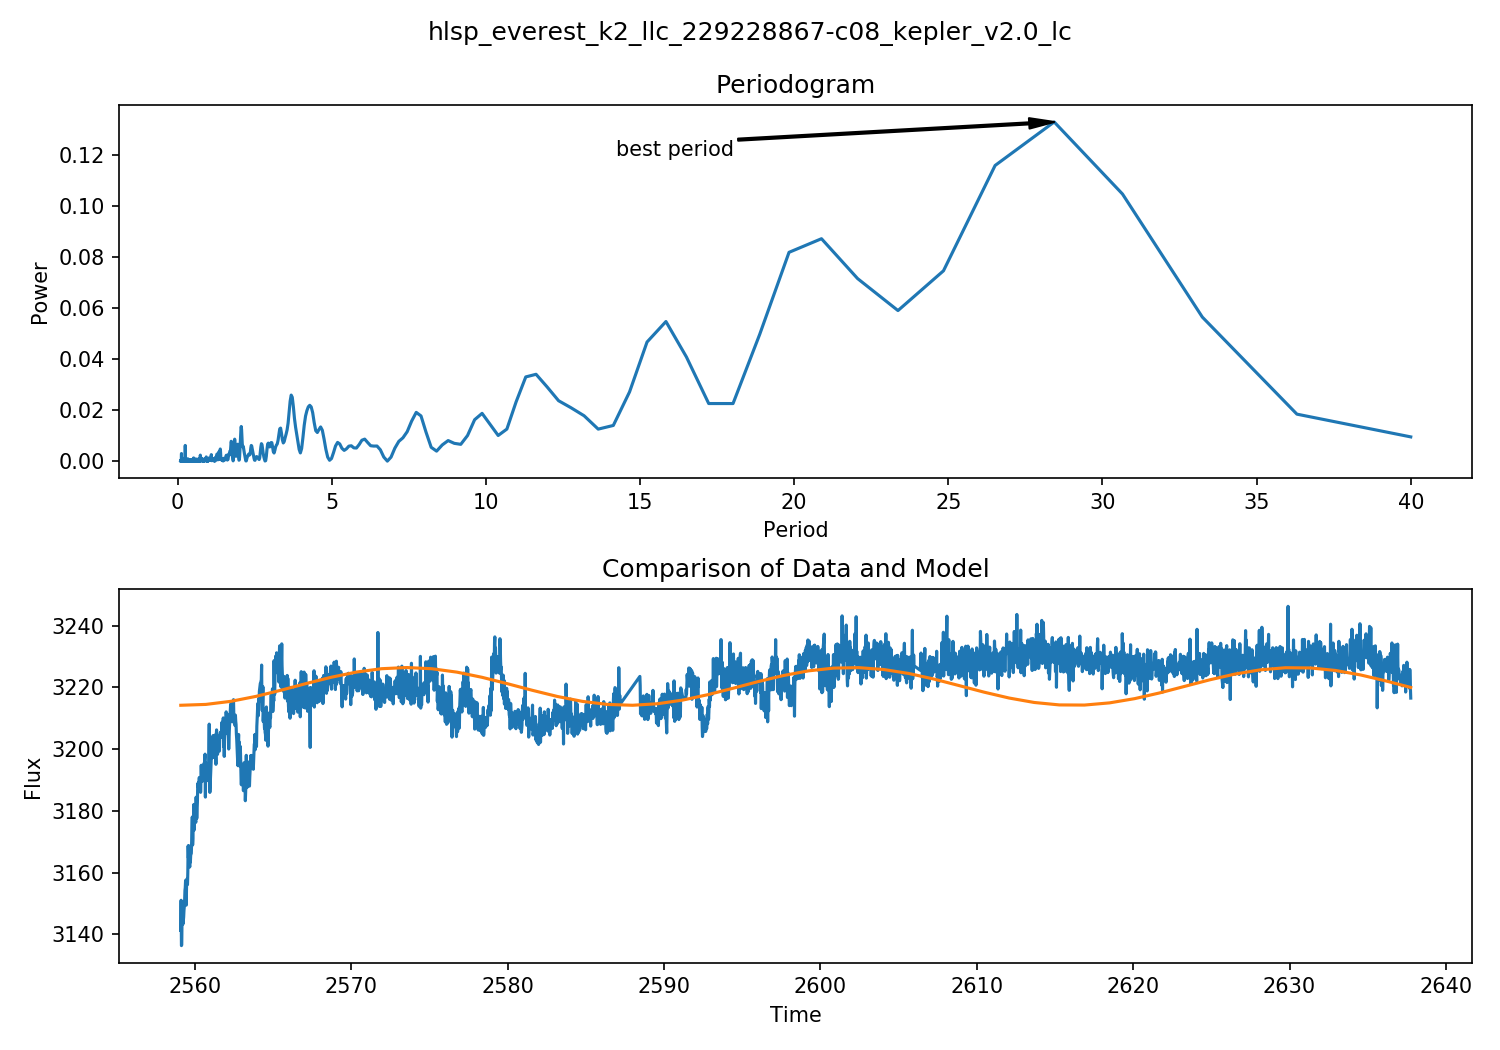 hlsp_everest_k2_llc_229228867-c08_kepler_v2.0_lc
Periodogram
best period
0.12
0.10
0.08
0.06
0.04
0.02
0.00
Power
0 5 10 15 20 25 30 35 40
Period
Comparison of Data and Model
3240
3220
3200
3180
3160
3140
Flux
2560 2570 2580 2590 2600 2610 2620 2630 2640
Time